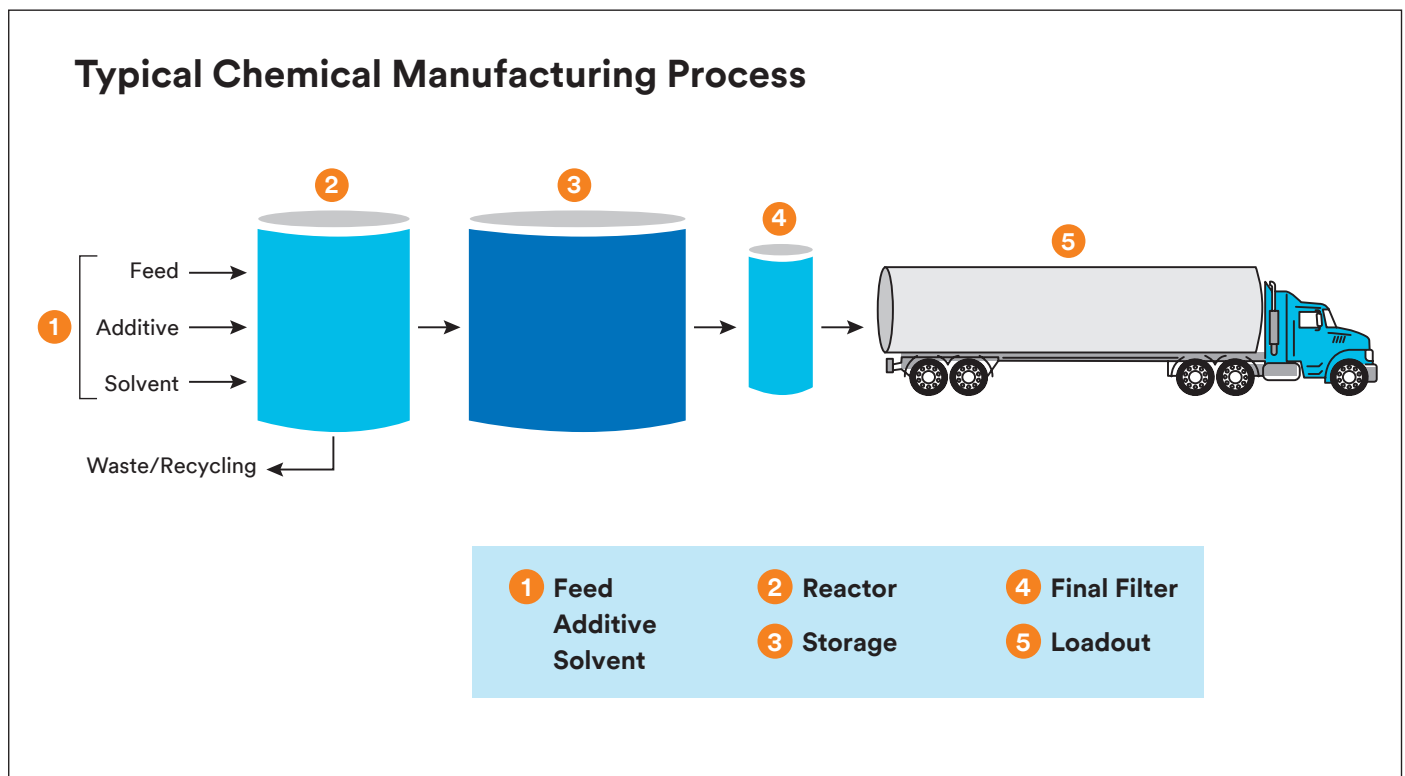 Typical Chemical Manufacturing Process
2
3
4
5
Feed
1
Additive
Solvent
Waste/Recycling
1 Feed
Additive
Solvent
2 Reactor
3 Storage
4 Final Filter
5 Loadout